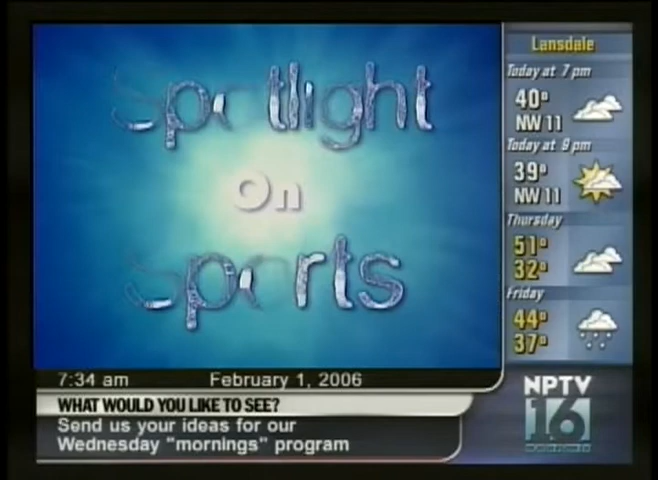 Spotlight
On
Sports
Lansdale
Today at 7 pm
40°
NW 11
Today at 9 pm
39°
NW 11
Thursday
51°
32°
Friday
44°
37°
7:34 am February 1, 2006
WHAT WOULD YOU LIKE TO SEE?
Send us your ideas for our
Wednesday "mornings" program
NPTV
16